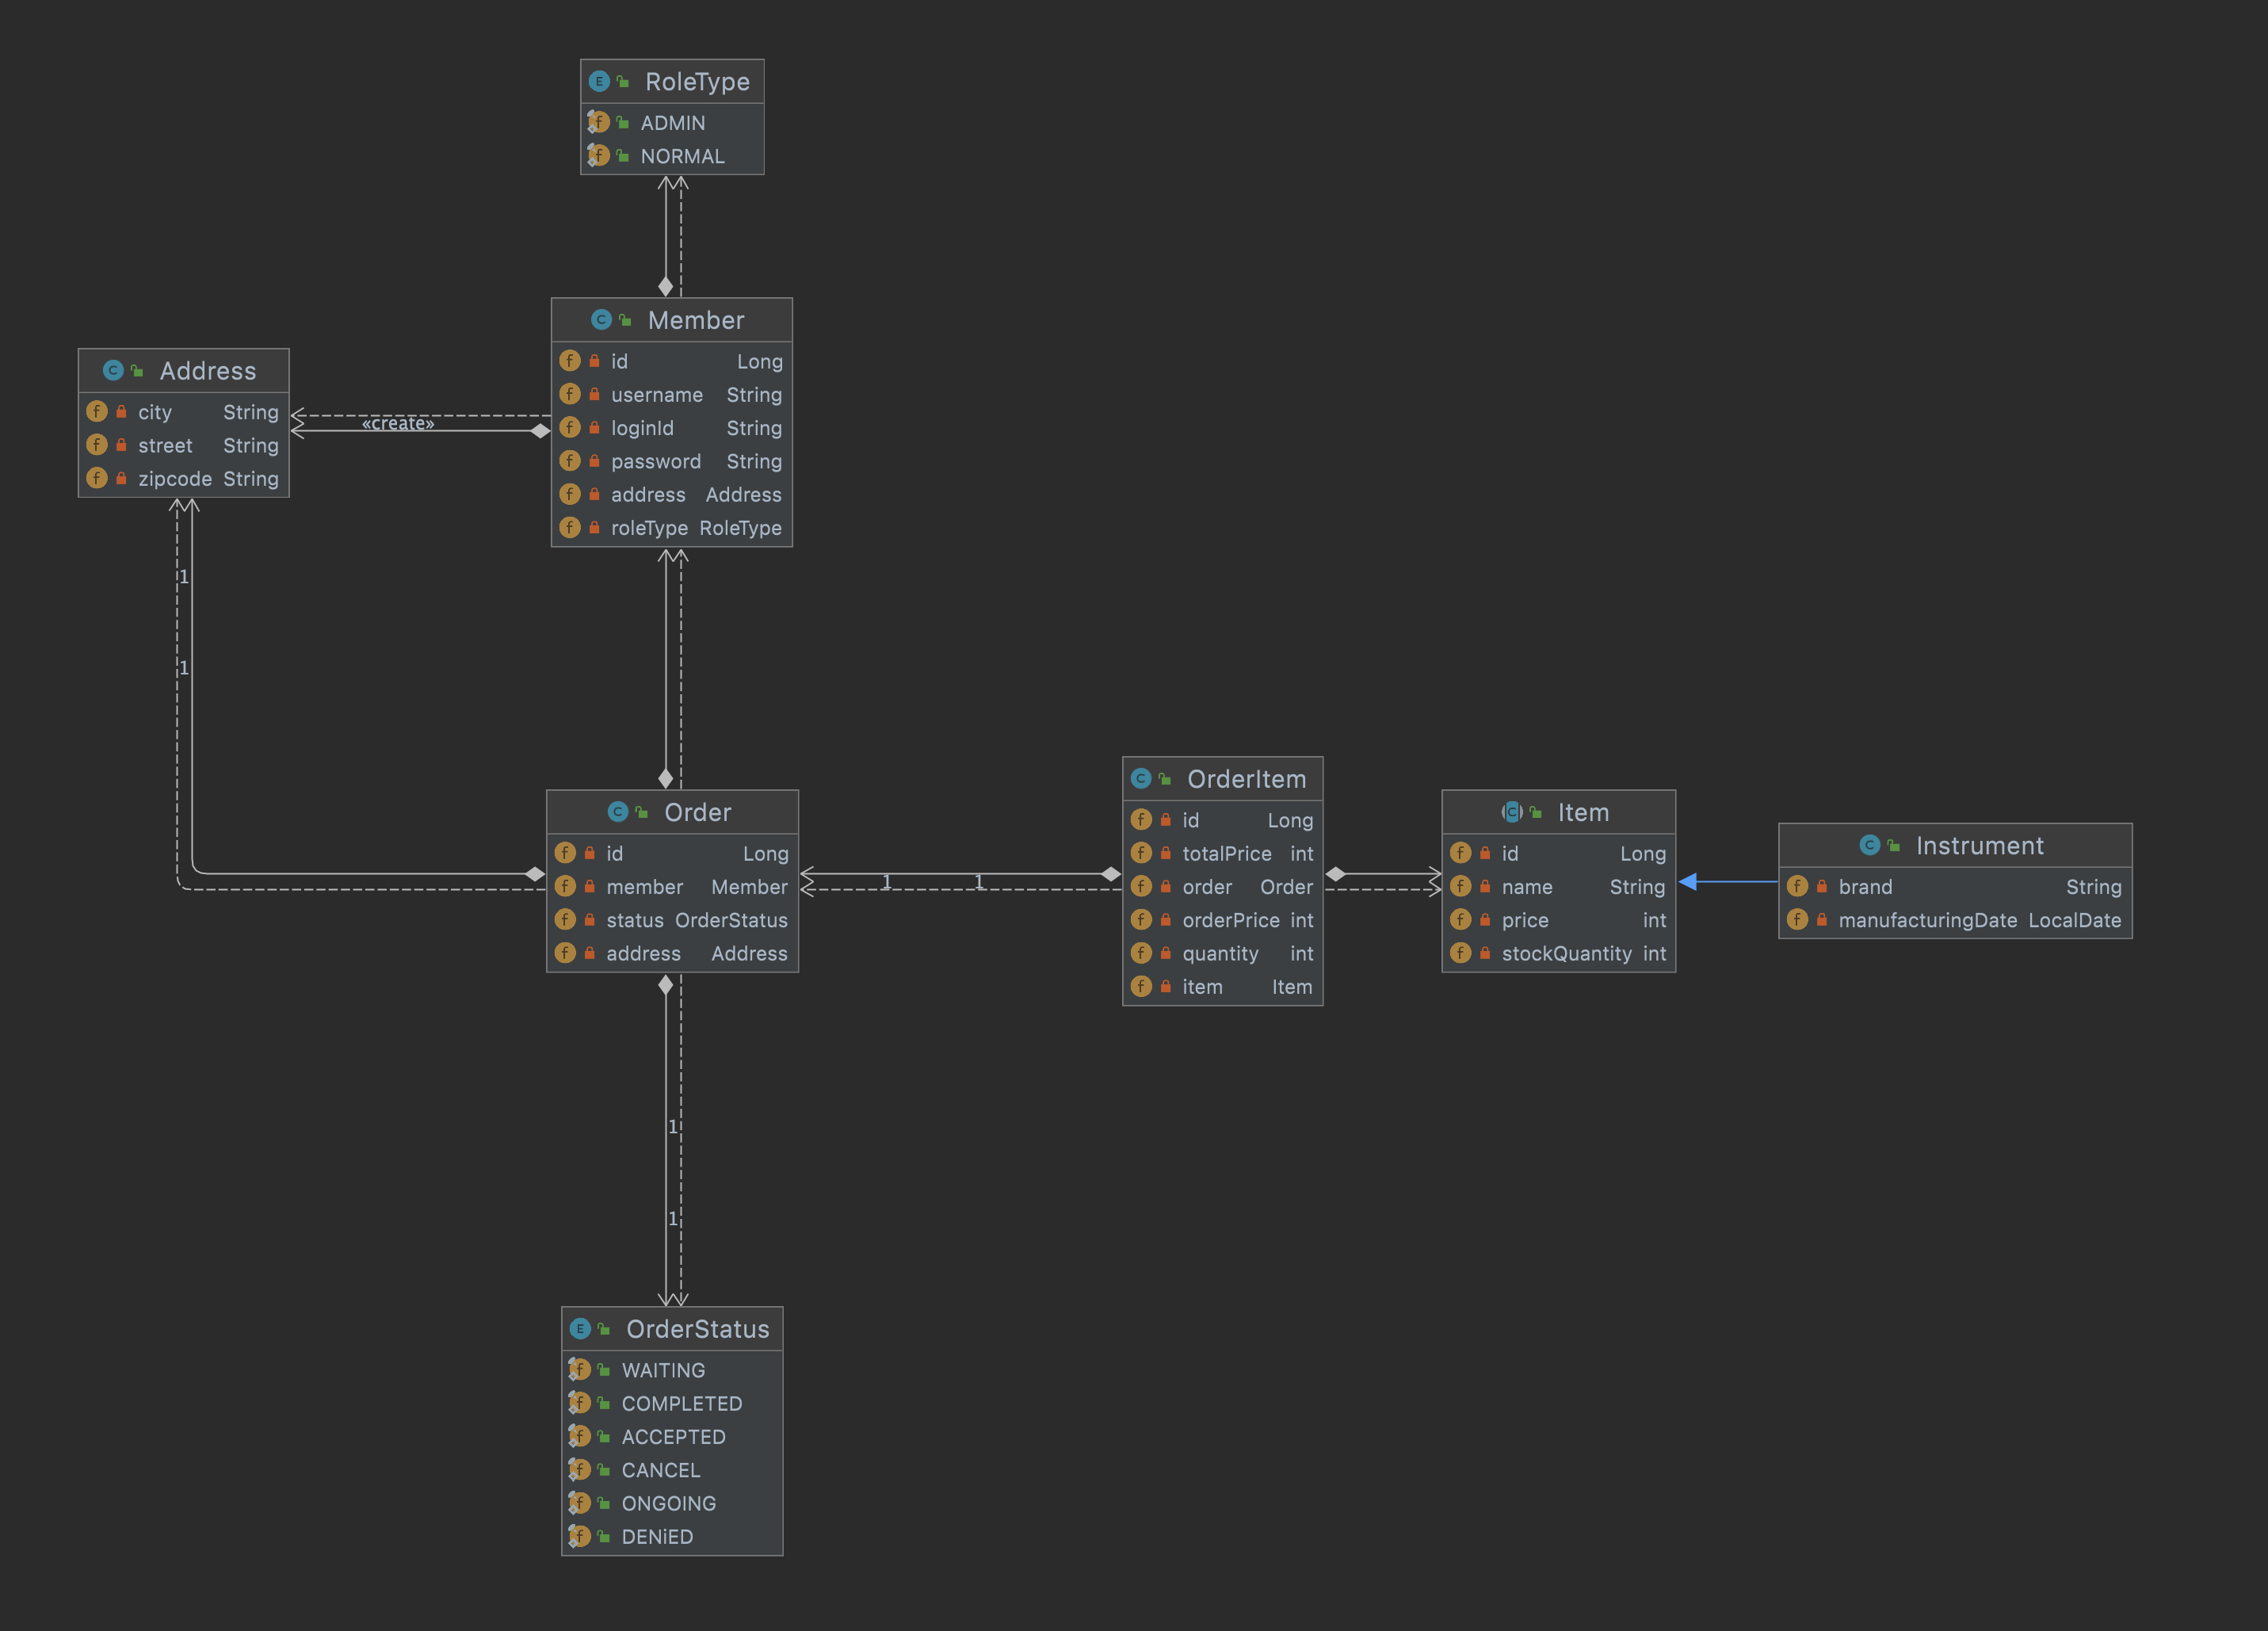 RoleType
ADMIN
NORMAL
Member
id Long
username String
loginId String
password String
address Address
roleType RoleType
Address
city String
street String
zipcode String
«create»
1
1
Order
id Long
member Member
status OrderStatus
address Address
1 1
OrderItem
id Long
totalPrice int
order Order
orderPrice int
quantity int
item Item
Item
id Long
name String
price int
stockQuantity int
Instrument
brand String
manufacturingDate LocalDate
1
1
OrderStatus
WAITING
COMPLETED
ACCEPTED
CANCEL
ONGOING
DENiED